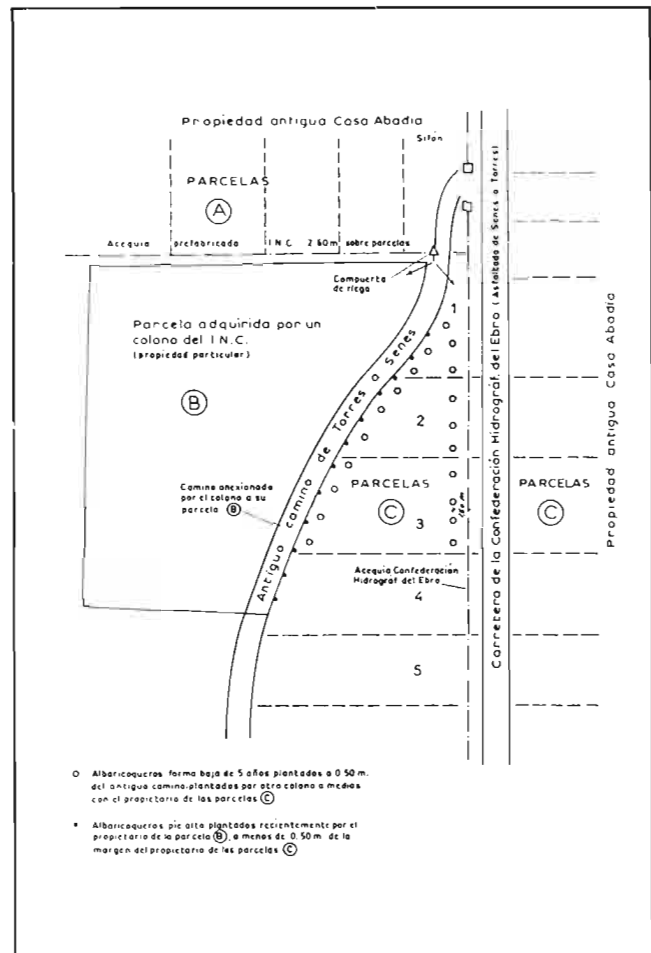 Propiedad antigua Casa Abadia
Sifón
PARCELAS
A
Acequia prefabricada I N.C 2.60m sobre parcelas
Compuerta
de riego
Parcela adquirida por un
colono del I N.C.
(propiedad particular)
B
1
2
PARCELAS
C
3
4
5
Antiguo camino de Torres a Senes
Camino anexionado
por el colono a su
parcela B
Acequia Confederación
Hidrograf del Ebro
Carretera de la Confederación Hidrográf. del Ebro (Asfaltada de Senes a Torres)
PARCELAS
C
Propiedad antigua Casa Abadia
O Albaricoqueros forma baja de 5 años plantados a 0 50 m.
del antiguo camino-plantados por otro colono a medias
con el propietario de las parcelas C
• Albaricoqueros pie alto plantados recientemente por el
propietario de la parcela B, a menos de 0.50 m de la
margen del propietario de las parcelas C